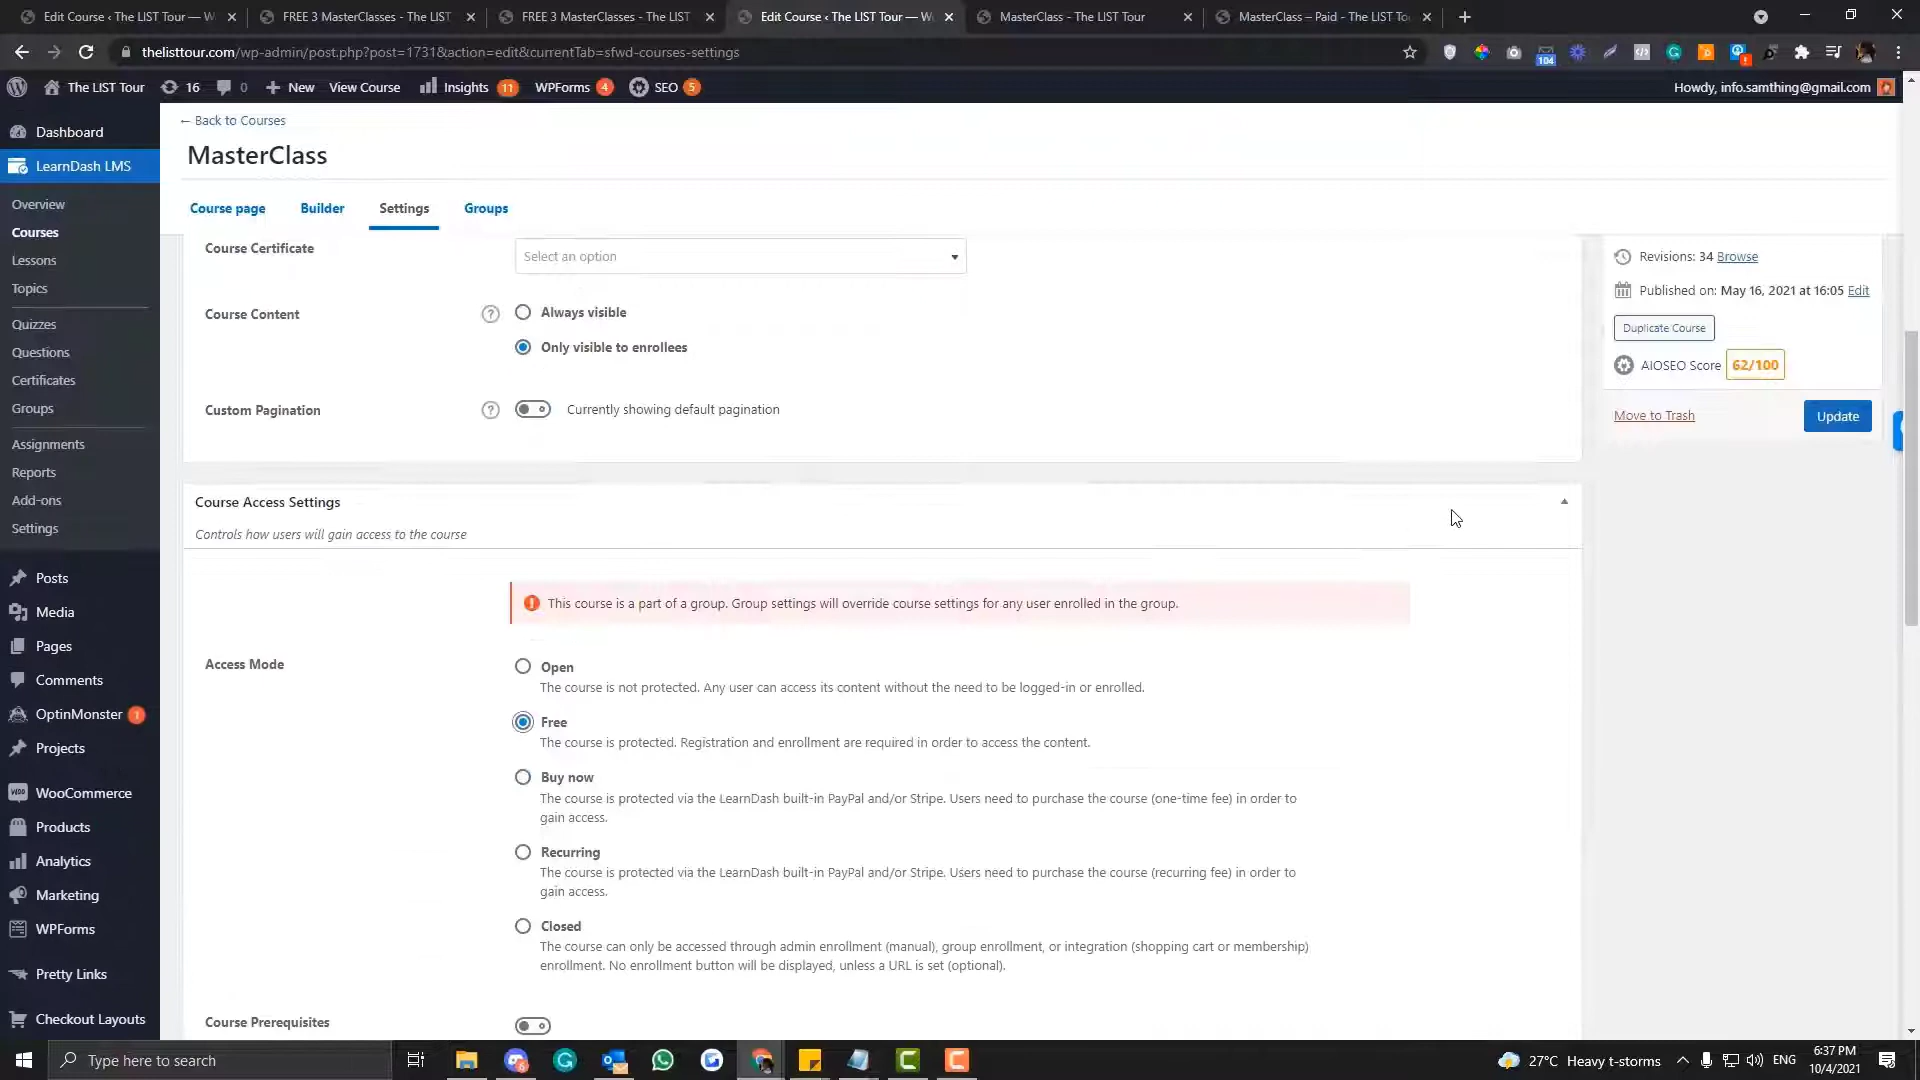 Edit Course ‹ The LIST Tour — W
FREE 3 MasterClasses - The LIST
FREE 3 MasterClasses - The LIST
Edit Course ‹ The LIST Tour — W
MasterClass - The LIST Tour
MasterClass – Paid - The LIST To
thelisttour.com/wp-admin/post.php?post=1731&action=edit&currentTab=sfwd-courses-settings
104
The LIST Tour
16
0
New
View Course
Insights 11
WPForms 4
SEO 5
Howdy, info.samthing@gmail.com
Dashboard
LearnDash LMS
Overview
Courses
Lessons
Topics
Quizzes
Questions
Certificates
Groups
Assignments
Reports
Add-ons
Settings
Posts
Media
Pages
Comments
OptinMonster 1
Projects
WooCommerce
Products
Analytics
Marketing
WPForms
Pretty Links
Checkout Layouts
← Back to Courses
MasterClass
Course page
Builder
Settings
Groups
Course Certificate
Select an option
Course Content
? Always visible
Only visible to enrollees
Custom Pagination
? Currently showing default pagination
Revisions: 34 Browse
Published on: May 16, 2021 at 16:05 Edit
Duplicate Course
AIOSEO Score 62/100
Move to Trash
Update
Course Access Settings
Controls how users will gain access to the course
This course is a part of a group. Group settings will override course settings for any user enrolled in the group.
Access Mode
Open
The course is not protected. Any user can access its content without the need to be logged-in or enrolled.
Free
The course is protected. Registration and enrollment are required in order to access the content.
Buy now
The course is protected via the LearnDash built-in PayPal and/or Stripe. Users need to purchase the course (one-time fee) in order to
gain access.
Recurring
The course is protected via the LearnDash built-in PayPal and/or Stripe. Users need to purchase the course (recurring fee) in order to
gain access.
Closed
The course can only be accessed through admin enrollment (manual), group enrollment, or integration (shopping cart or membership)
enrollment. No enrollment button will be displayed, unless a URL is set (optional).
Course Prerequisites
Type here to search
27°C Heavy t-storms
ENG
6:37 PM
10/4/2021